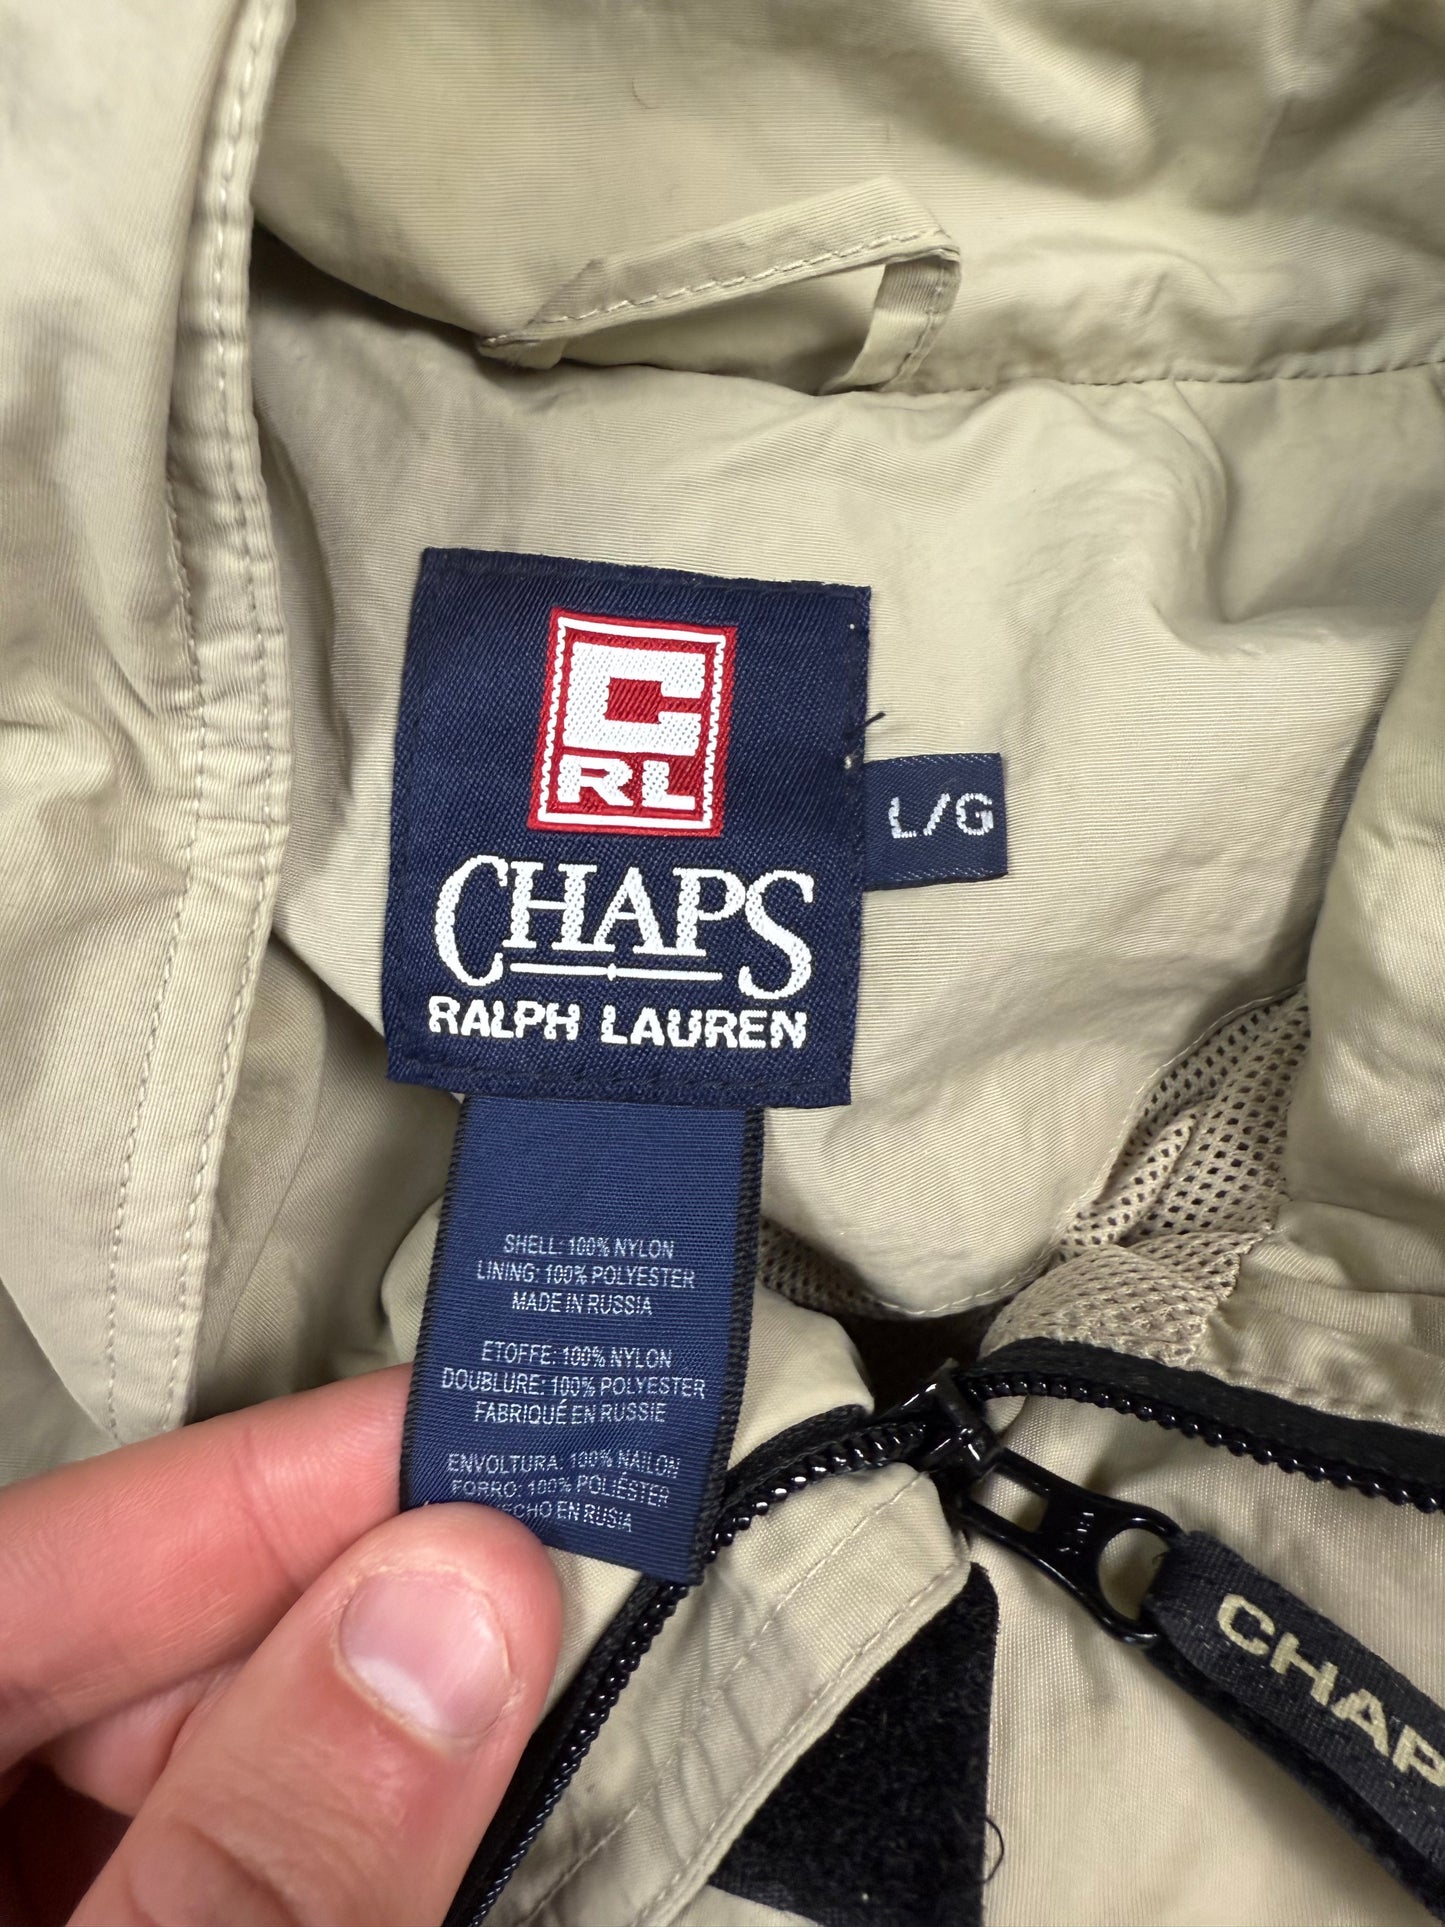 C
RL
CHAPS
RALPH LAUREN
L/G
SHELL: 100% NYLON
LINING: 100% POLYESTER
MADE IN RUSSIA
ETOFFE: 100% NYLON
DOUBLURE: 100% POLYESTER
FABRIQUÉ EN RUSSIE
ENVOLTURA: 100% NAILON
FORRO: 100% POLIÉSTER
ECHO EN RUSIA
CHAP